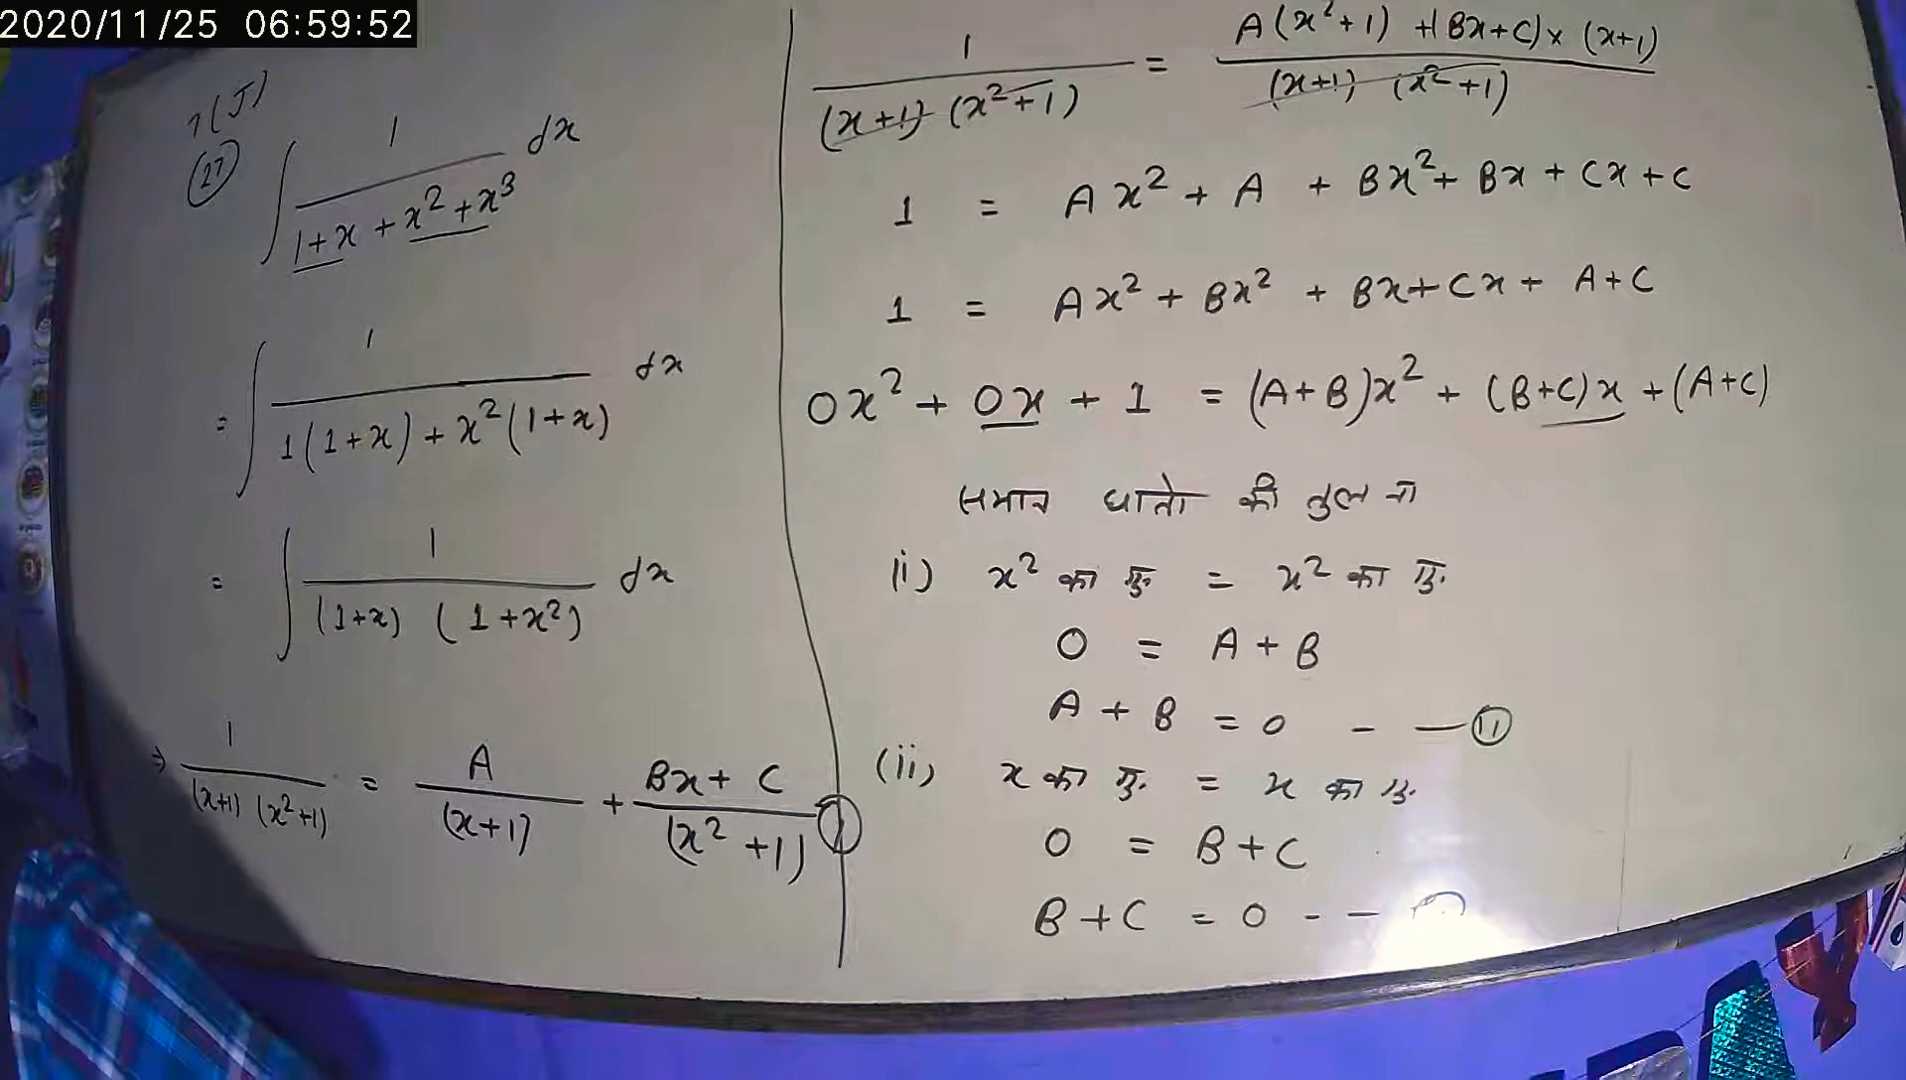 2020/11/25 06:59:52
7(J)
(27) ∫ 1/(1+x+x²+x³) dx
= ∫ 1/(1(1+x)+x²(1+x)) dx
= ∫ 1/((1+x) (1+x²)) dx
⇒ 1/((x+1) (x²+1)) = A/(x+1) + (Bx+C)/(x²+1) (1)
1/((x+1) (x²+1)) = (A(x²+1) + (Bx+C)×(x+1))/((x+1) (x²+1))
1 = Ax² + A + Bx² + Bx + Cx + C
1 = Ax² + Bx² + Bx + Cx + A+C
0x² + 0x + 1 = (A+B)x² + (B+C)x + (A+C)
समान घातो की तुलना
(i) x² का गु. = x² का गु.
0 = A + B
A + B = 0 - — (11)
(ii) x का गु. = x का गु.
0 = B + C
B + C = 0 - -